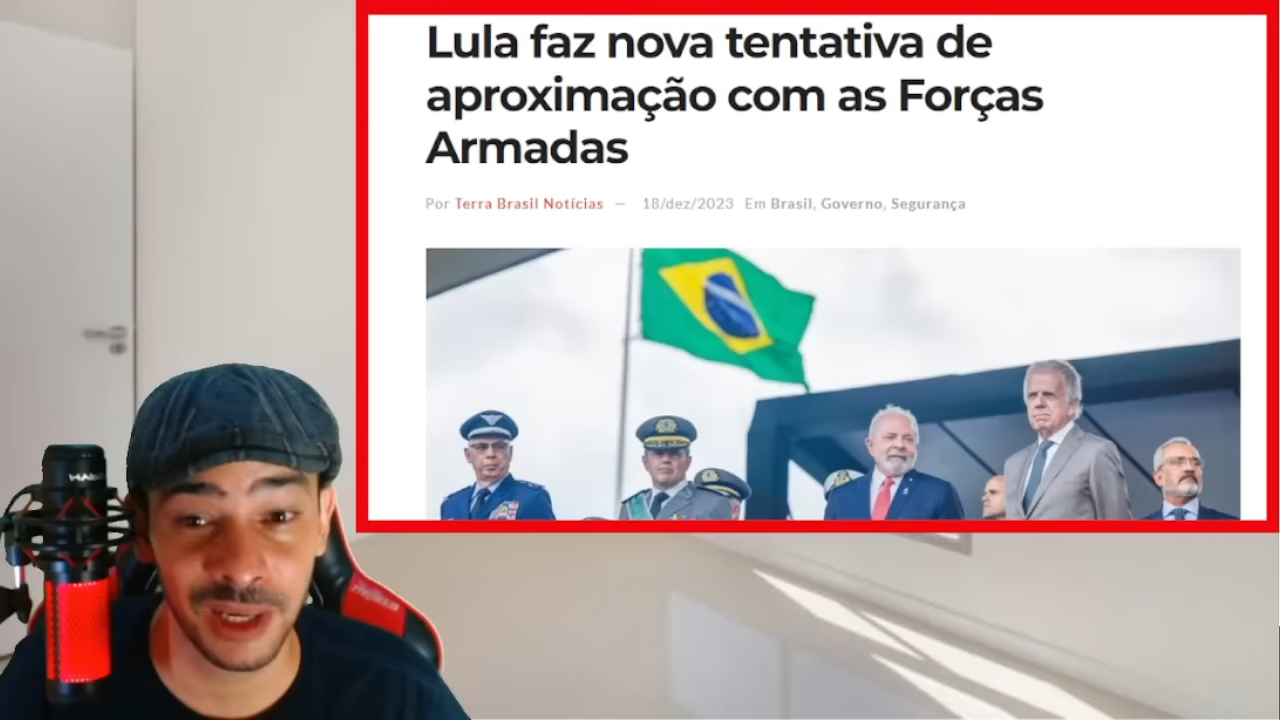 Lula faz nova tentativa de
aproximação com as Forças
Armadas
Por Terra Brasil Notícias — 18/dez/2023 Em Brasil, Governo, Segurança